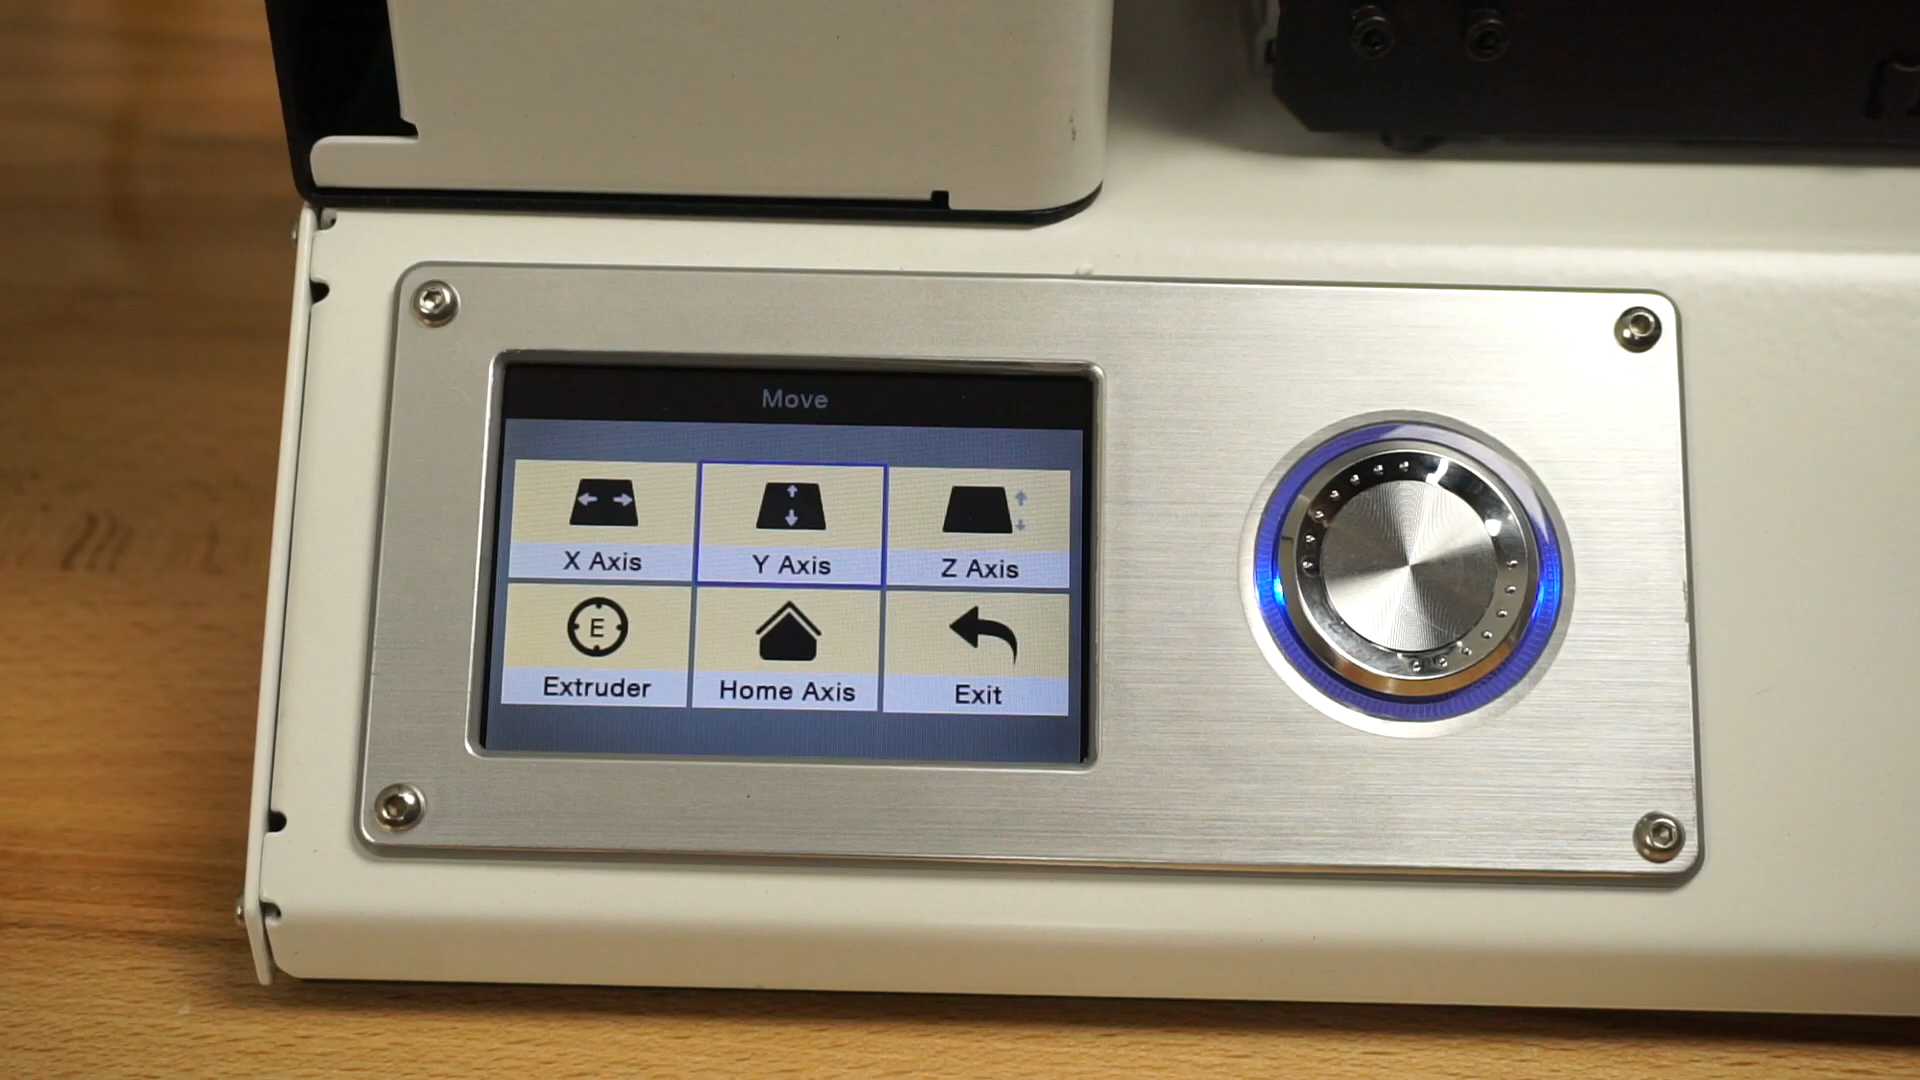 Move
X Axis
Y Axis
Z Axis
E
Extruder
Home Axis
Exit